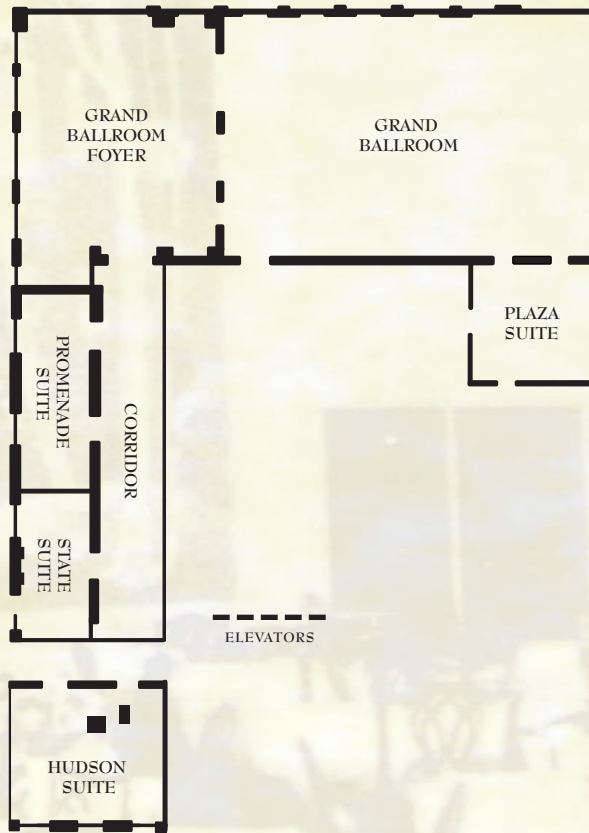 GRAND
BALLROOM
FOYER
GRAND
BALLROOM
PLAZA
SUITE
PROMENADE
SUITE
CORRIDOR
STATE
SUITE
ELEVATORS
HUDSON
SUITE